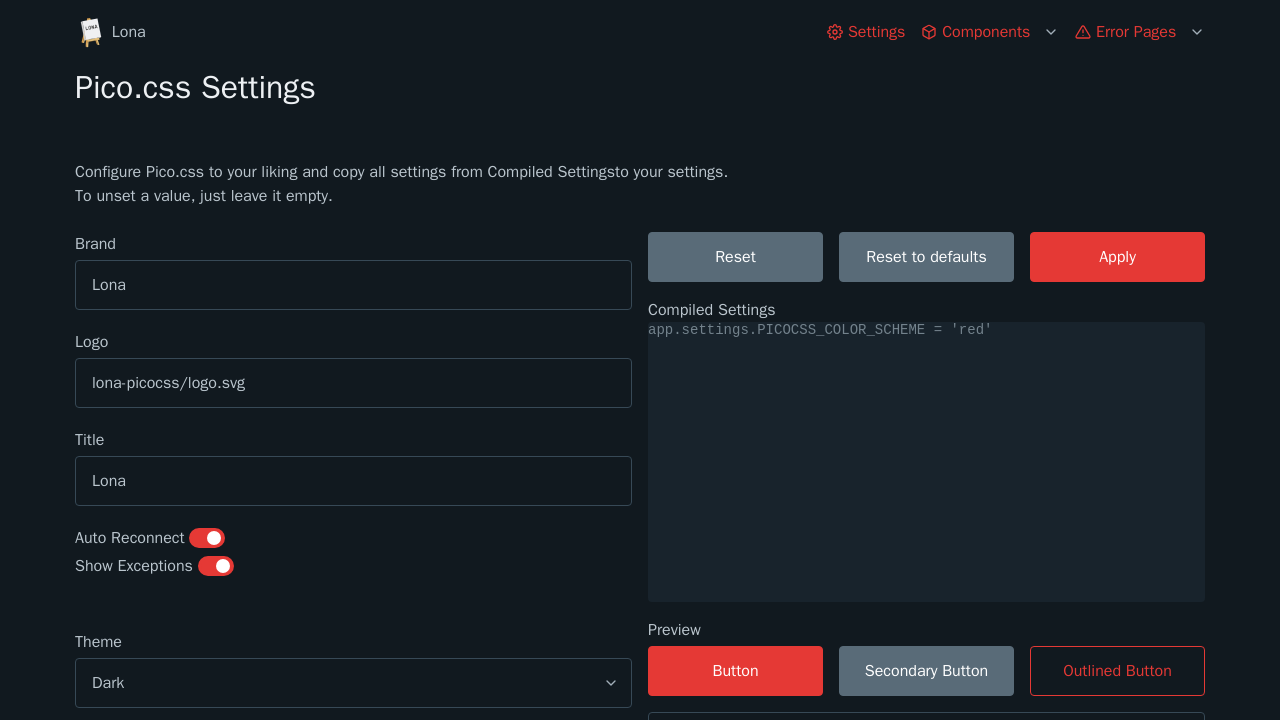 LONA
Lona
Settings
Components
Error Pages
Pico.css Settings
Configure Pico.css to your liking and copy all settings from Compiled Settingsto your settings.
To unset a value, just leave it empty.
Brand
Lona
Logo
lona-picocss/logo.svg
Title
Lona
Auto Reconnect
Show Exceptions
Theme
Dark
Reset
Reset to defaults
Apply
Compiled Settings
app.settings.PICOCSS_COLOR_SCHEME = 'red'
Preview
Button
Secondary Button
Outlined Button